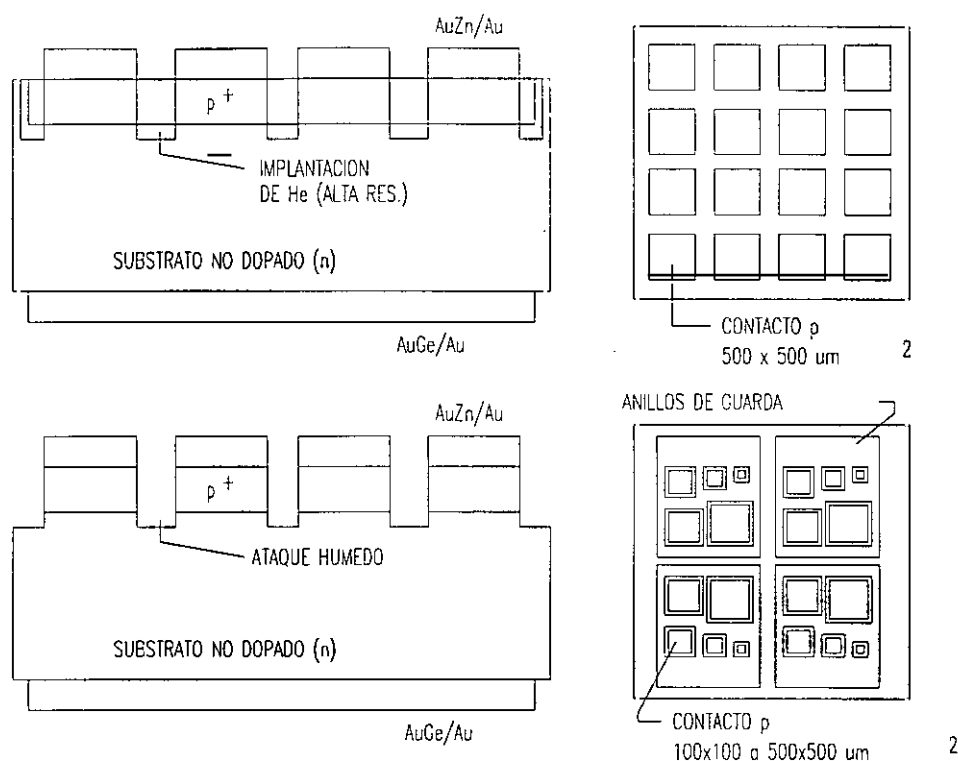 AuZn/Au
p+
IMPLANTACION
DE He (ALTA RES.)
SUBSTRATO NO DOPADO (n)
AuGe/Au
CONTACTO p
500 x 500 um 2
AuZn/Au
p+
ATAQUE HUMEDO
SUBSTRATO NO DOPADO (n)
AuGe/Au
ANILLOS DE GUARDA
CONTACTO p
100x100 a 500x500 um 2